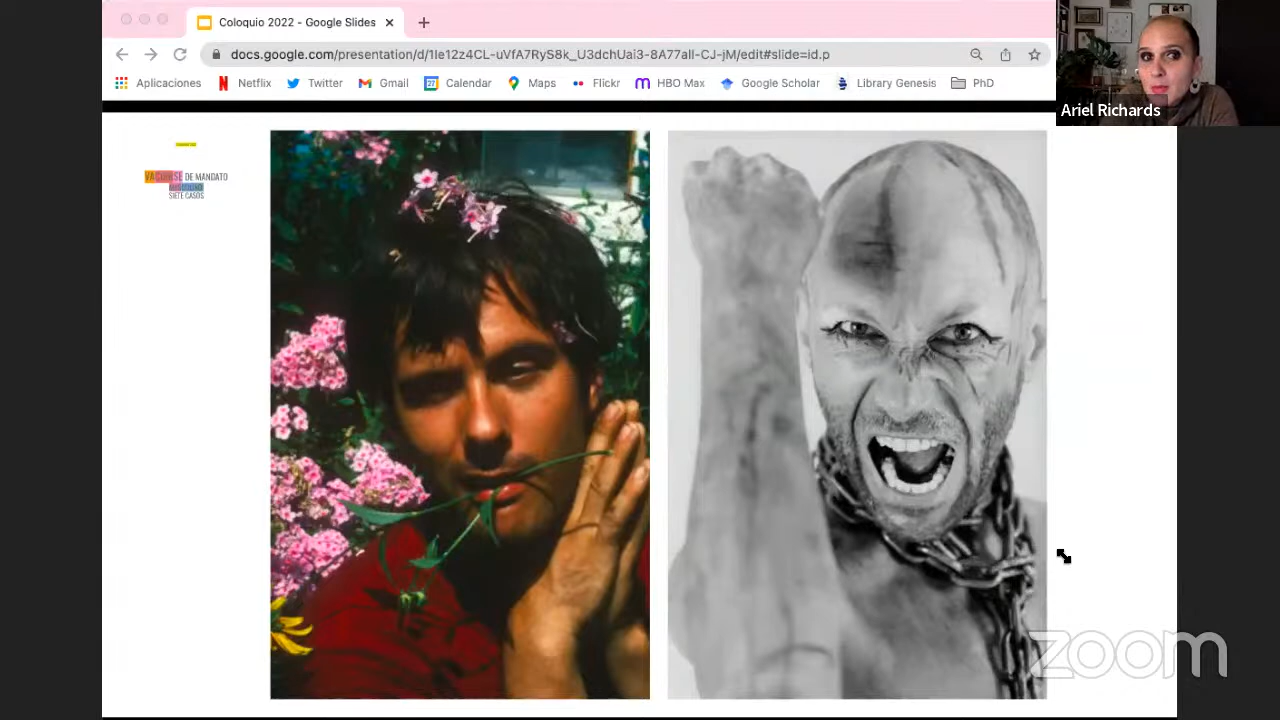 Coloquio 2022 - Google Slides
docs.google.com/presentation/d/1Ie12z4CL-uVfA7RyS8k_U3dchUai3-8A77all-CJ-jM/edit#slide=id.p
Aplicaciones Netflix Twitter Gmail Calendar Maps Flickr HBO Max Google Scholar Library Genesis PhD
Ariel Richards
DE MANDATO
SIETE CASOS
zoom